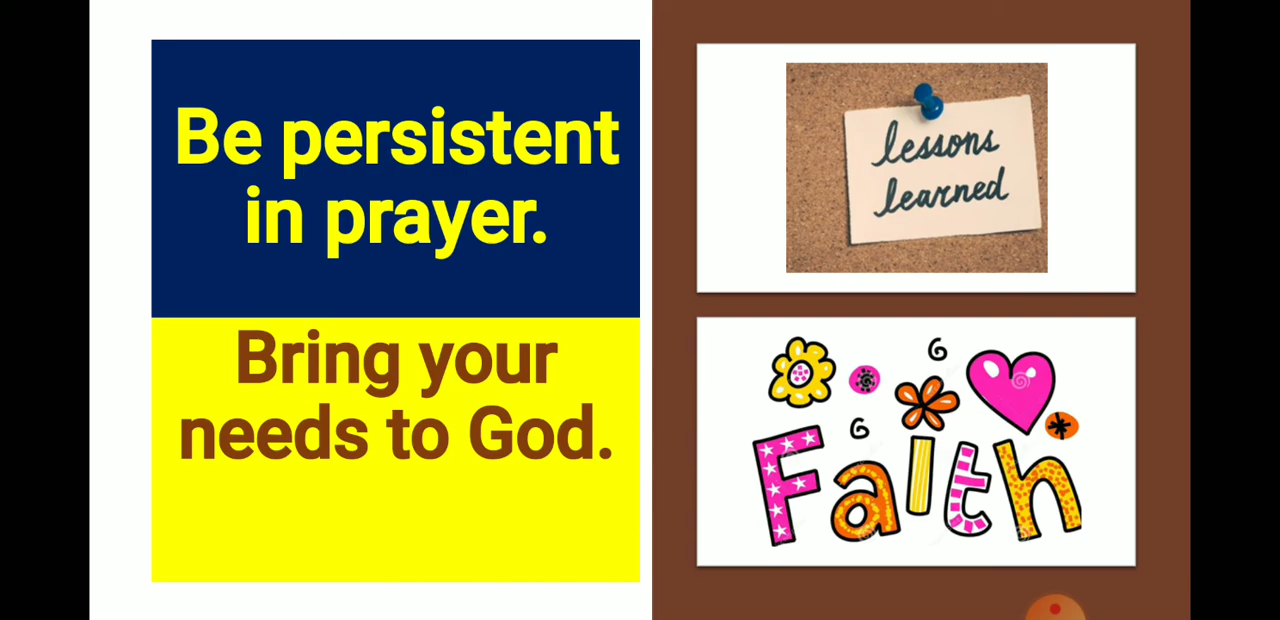 Be persistent
in prayer.
Bring your
needs to God.
lessons
learned
Faith